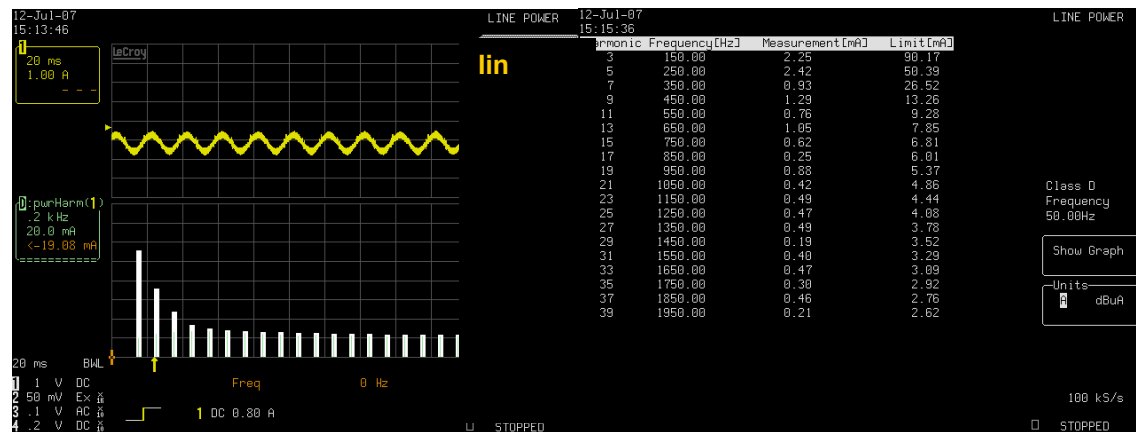 12-Jul-07
15:13:46
LINE POWER
1
20 ms
1.00 A
- - -
LeCroy
lin
D:pwrHarm(1)
.2 kHz
20.0 mA
<-19.08 mA
20 ms BWL
1 1 V DC
2 50 mV Ex
3 .1 V AC
4 .2 V DC
Freq 0 Hz
1 DC 0.80 A
STOPPED
12-Jul-07
15:15:36
LINE POWER
armonic Frequency[Hz] Measurement[mA] Limit[mA]
3 150.00 2.25 90.17
5 250.00 2.42 50.39
7 350.00 0.93 26.52
9 450.00 1.29 13.26
11 550.00 0.76 9.28
13 650.00 1.05 7.85
15 750.00 0.62 6.81
17 850.00 0.25 6.01
19 950.00 0.88 5.37
21 1050.00 0.42 4.86
23 1150.00 0.49 4.44
25 1250.00 0.47 4.08
27 1350.00 0.49 3.78
29 1450.00 0.19 3.52
31 1550.00 0.40 3.29
33 1650.00 0.47 3.09
35 1750.00 0.30 2.92
37 1850.00 0.46 2.76
39 1950.00 0.21 2.62
Class D
Frequency
50.00Hz
Show Graph
Units
A dBuA
100 kS/s
STOPPED